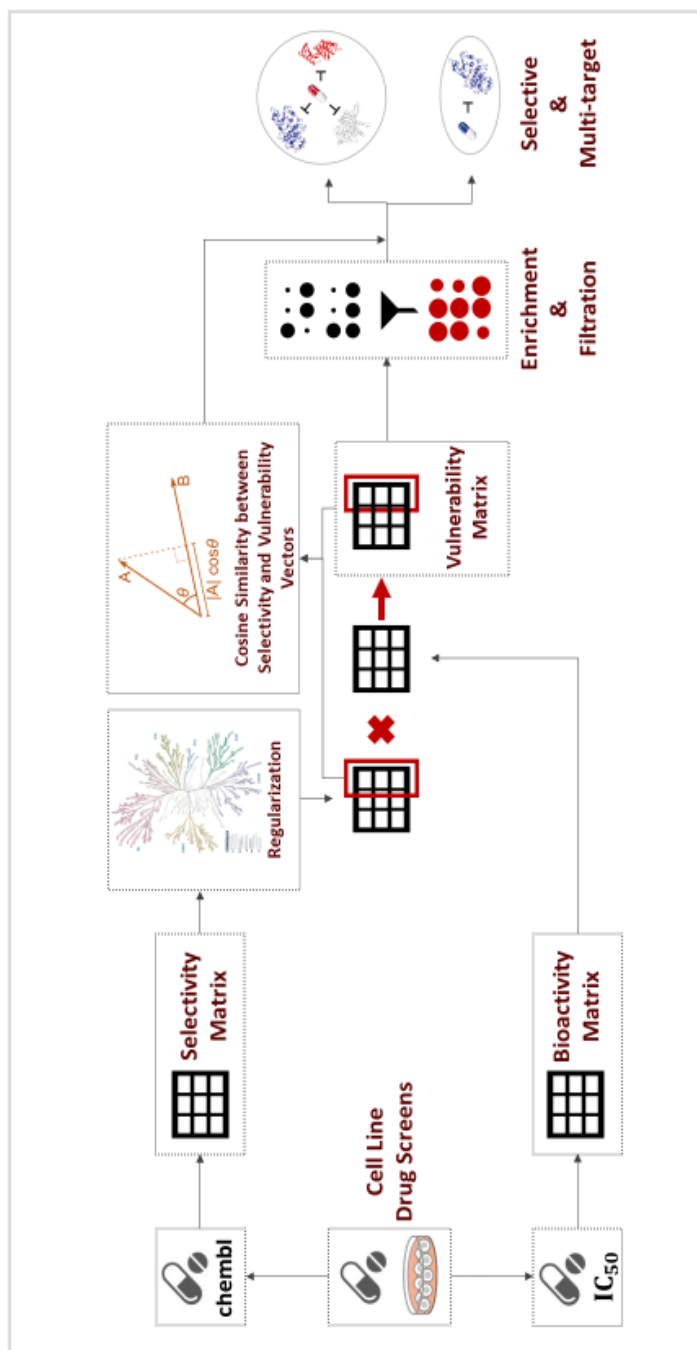 chembl
Cell Line
Drug Screens
IC50
Selectivity
Matrix
Bioactivity
Matrix
Regularization
A
B
θ
|A| cosθ
Cosine Similarity between
Selectivity and Vulnerability
Vectors
Vulnerability
Matrix
Enrichment
&
Filtration
Selective
&
Multi-target